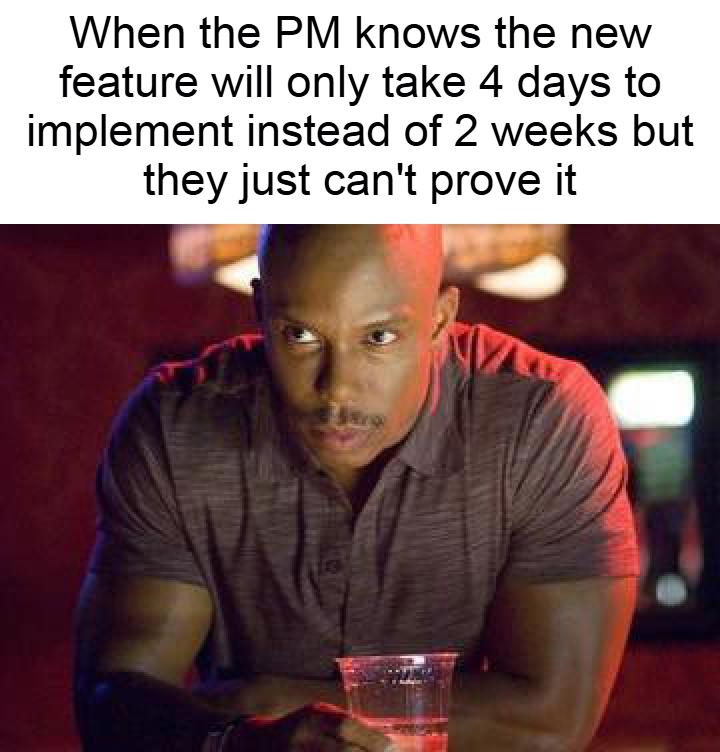 When the PM knows the new
feature will only take 4 days to
implement instead of 2 weeks but
they just can't prove it